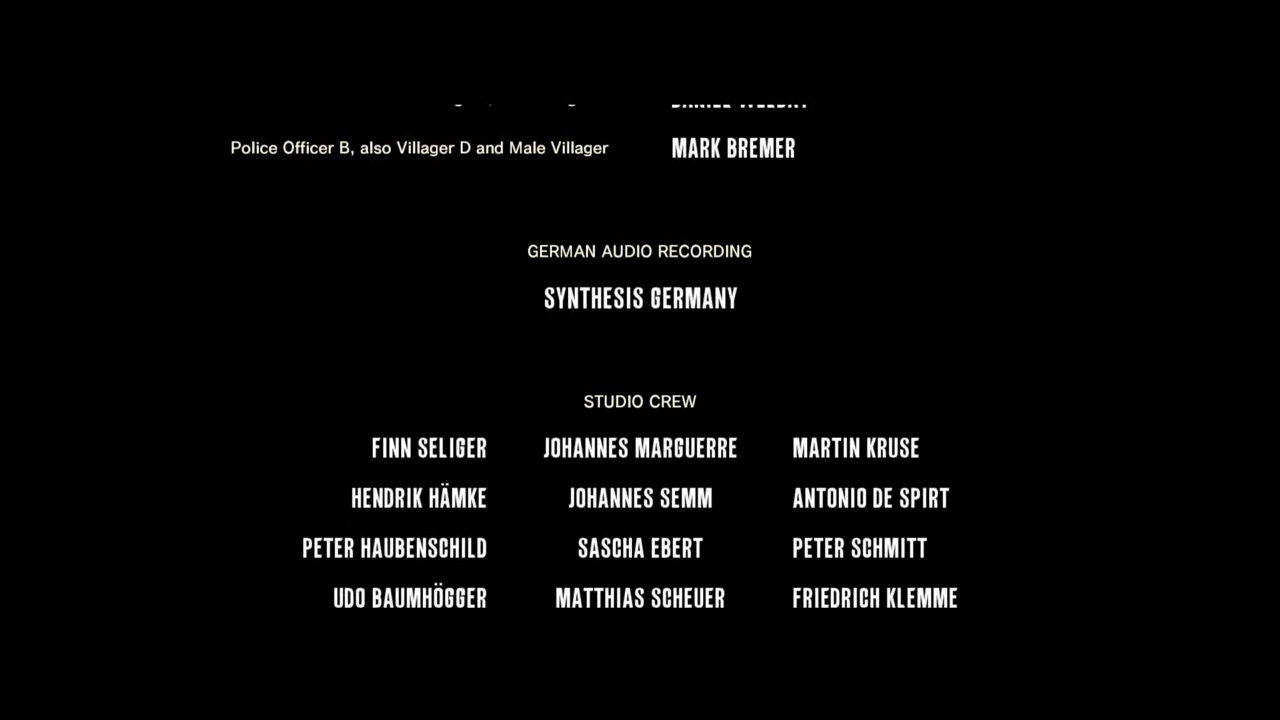 Police Officer B, also Villager D and Male Villager MARK BREMER
GERMAN AUDIO RECORDING
SYNTHESIS GERMANY
STUDIO CREW
FINN SELIGER JOHANNES MARGUERRE MARTIN KRUSE
HENDRIK HÄMKE JOHANNES SEMM ANTONIO DE SPIRT
PETER HAUBENSCHILD SASCHA EBERT PETER SCHMITT
UDO BAUMHÖGGER MATTHIAS SCHEUER FRIEDRICH KLEMME